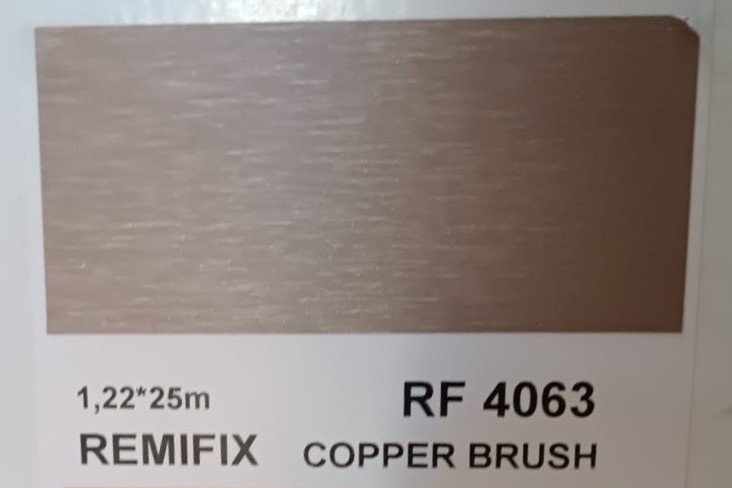 1,22*25m RF 4063
REMIFIX COPPER BRUSH